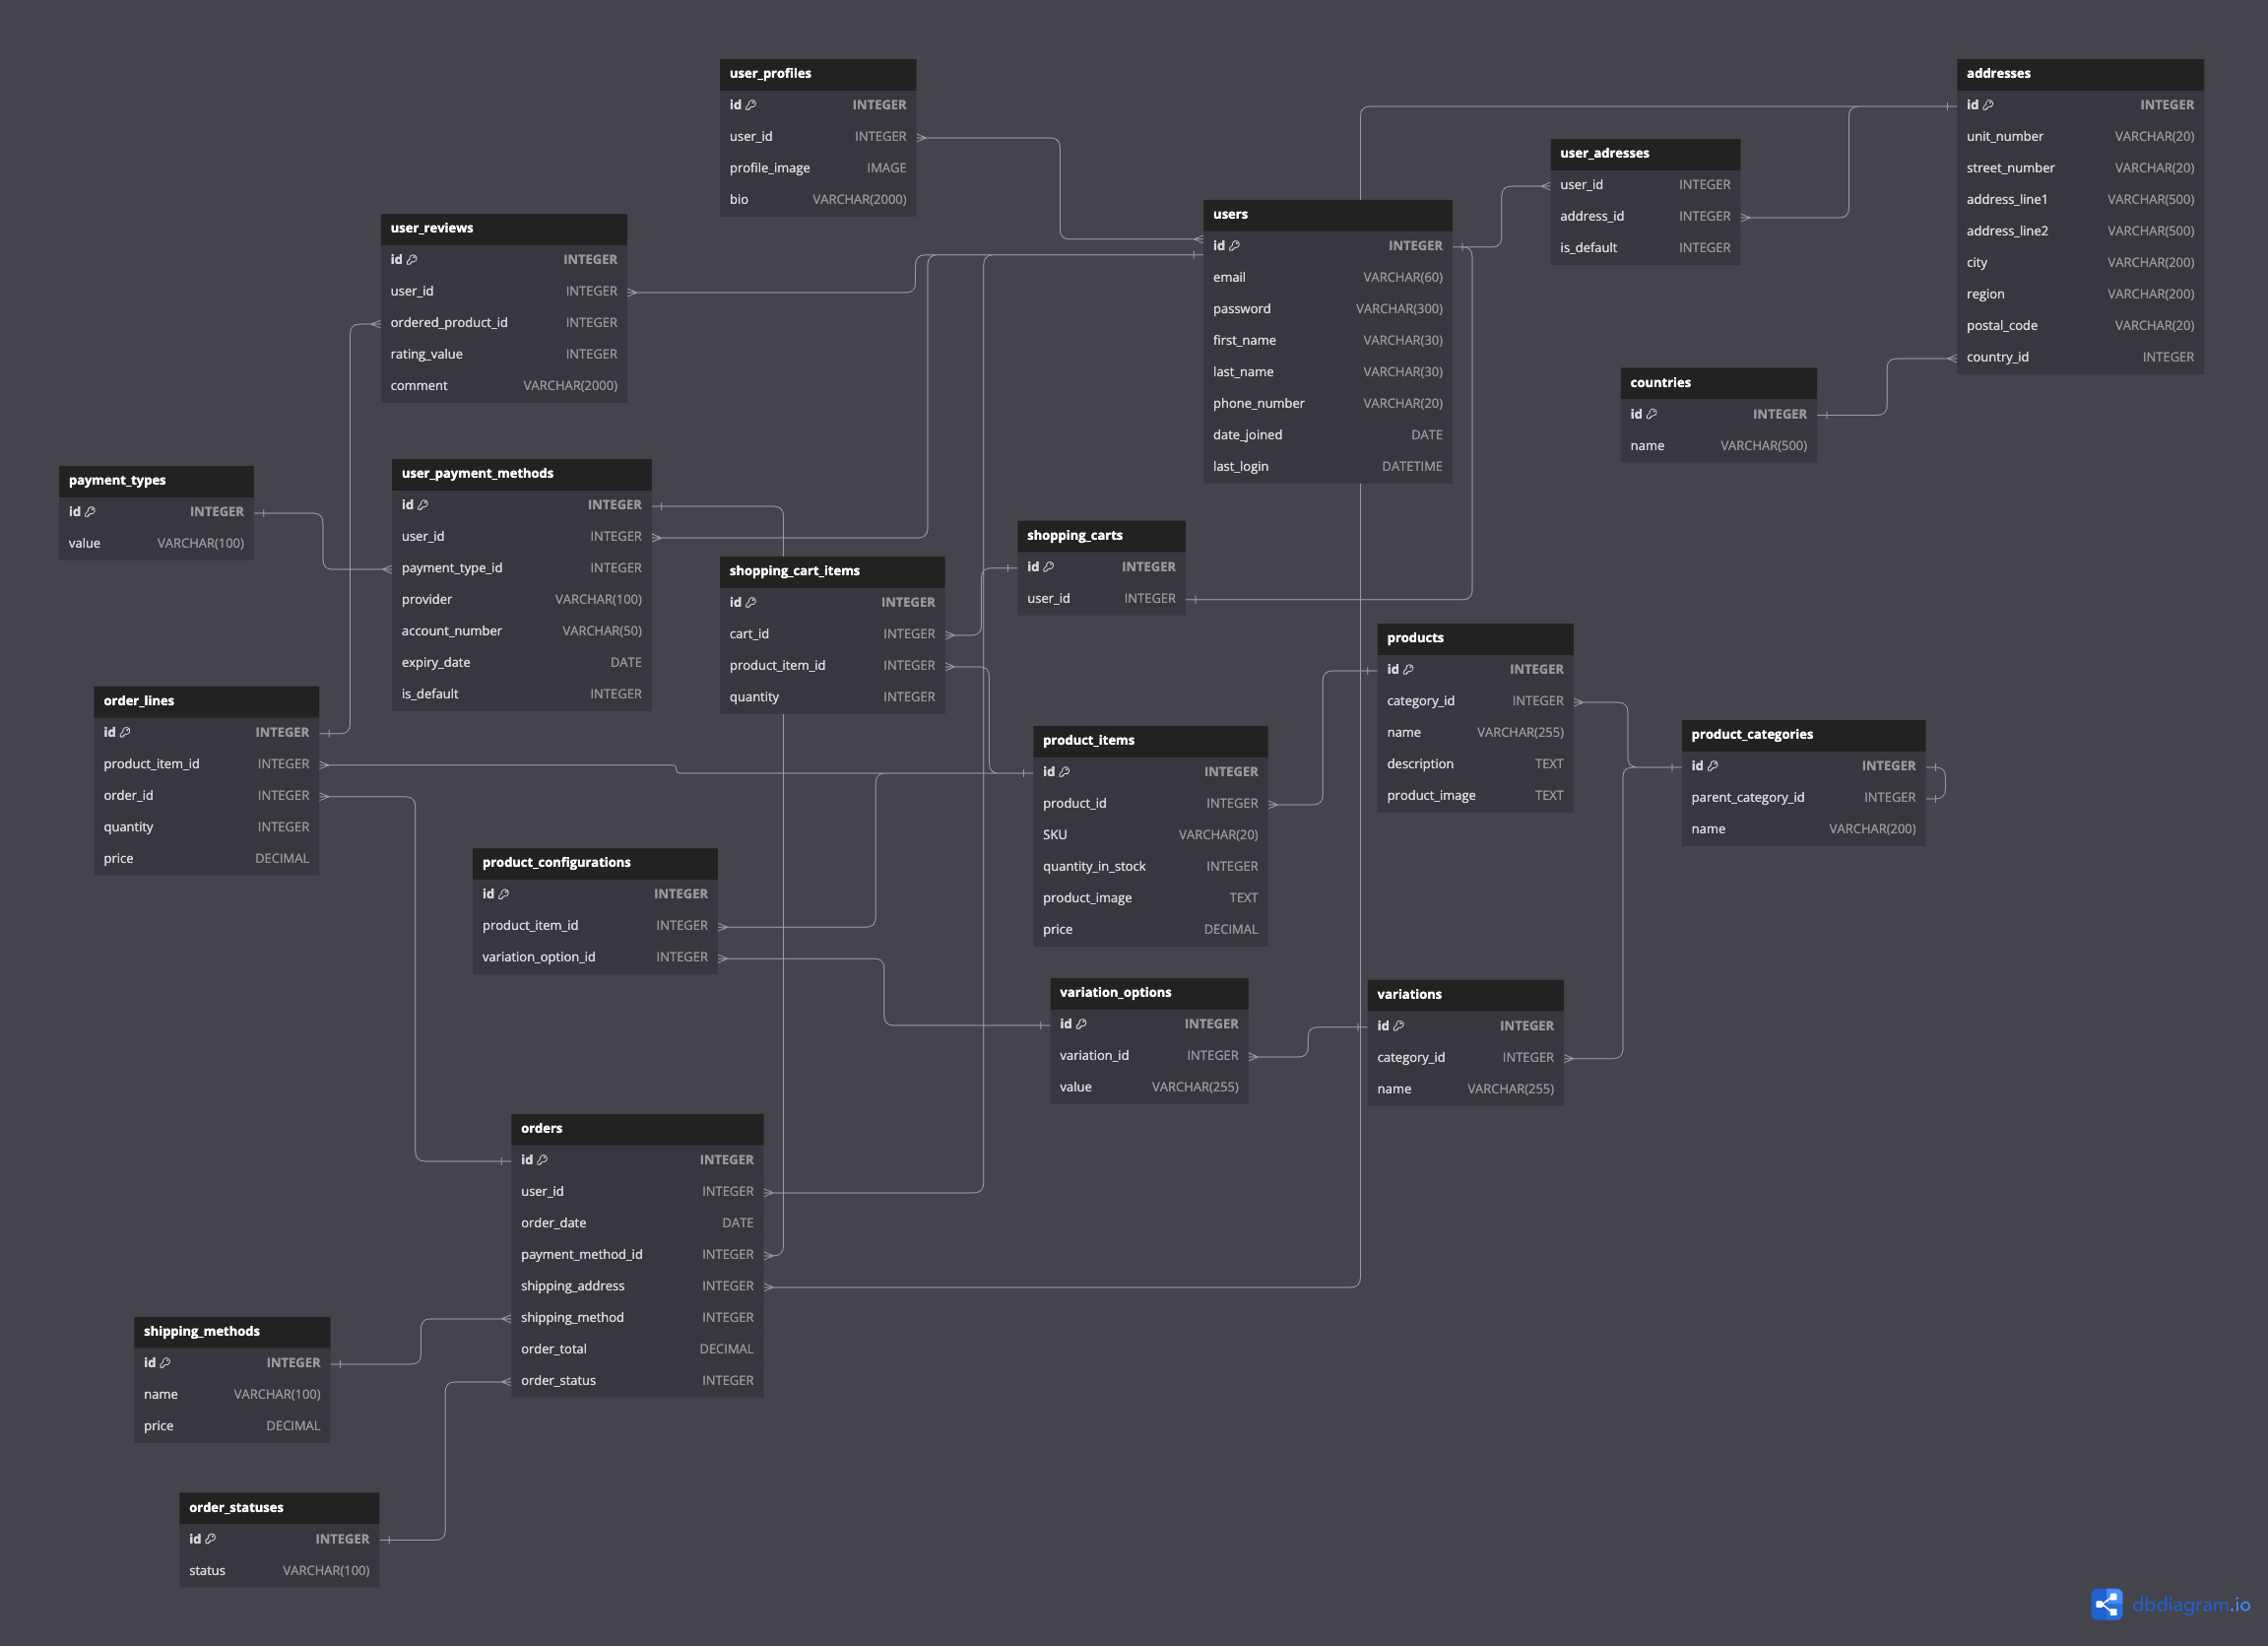 user_profiles
id INTEGER
user_id INTEGER
profile_image IMAGE
bio VARCHAR(2000)
addresses
id INTEGER
unit_number VARCHAR(20)
street_number VARCHAR(20)
address_line1 VARCHAR(500)
address_line2 VARCHAR(500)
city VARCHAR(200)
region VARCHAR(200)
postal_code VARCHAR(20)
country_id INTEGER
user_adresses
user_id INTEGER
address_id INTEGER
is_default INTEGER
users
id INTEGER
email VARCHAR(60)
password VARCHAR(300)
first_name VARCHAR(30)
last_name VARCHAR(30)
phone_number VARCHAR(20)
date_joined DATE
last_login DATETIME
user_reviews
id INTEGER
user_id INTEGER
ordered_product_id INTEGER
rating_value INTEGER
comment VARCHAR(2000)
countries
id INTEGER
name VARCHAR(500)
payment_types
id INTEGER
value VARCHAR(100)
user_payment_methods
id INTEGER
user_id INTEGER
payment_type_id INTEGER
provider VARCHAR(100)
account_number VARCHAR(50)
expiry_date DATE
is_default INTEGER
shopping_carts
id INTEGER
user_id INTEGER
shopping_cart_items
id INTEGER
cart_id INTEGER
product_item_id INTEGER
quantity INTEGER
products
id INTEGER
category_id INTEGER
name VARCHAR(255)
description TEXT
product_image TEXT
order_lines
id INTEGER
product_item_id INTEGER
order_id INTEGER
quantity INTEGER
price DECIMAL
product_items
id INTEGER
product_id INTEGER
SKU VARCHAR(20)
quantity_in_stock INTEGER
product_image TEXT
price DECIMAL
product_categories
id INTEGER
parent_category_id INTEGER
name VARCHAR(200)
product_configurations
id INTEGER
product_item_id INTEGER
variation_option_id INTEGER
variation_options
id INTEGER
variation_id INTEGER
value VARCHAR(255)
variations
id INTEGER
category_id INTEGER
name VARCHAR(255)
orders
id INTEGER
user_id INTEGER
order_date DATE
payment_method_id INTEGER
shipping_address INTEGER
shipping_method INTEGER
order_total DECIMAL
order_status INTEGER
shipping_methods
id INTEGER
name VARCHAR(100)
price DECIMAL
order_statuses
id INTEGER
status VARCHAR(100)
dbdiagram.io